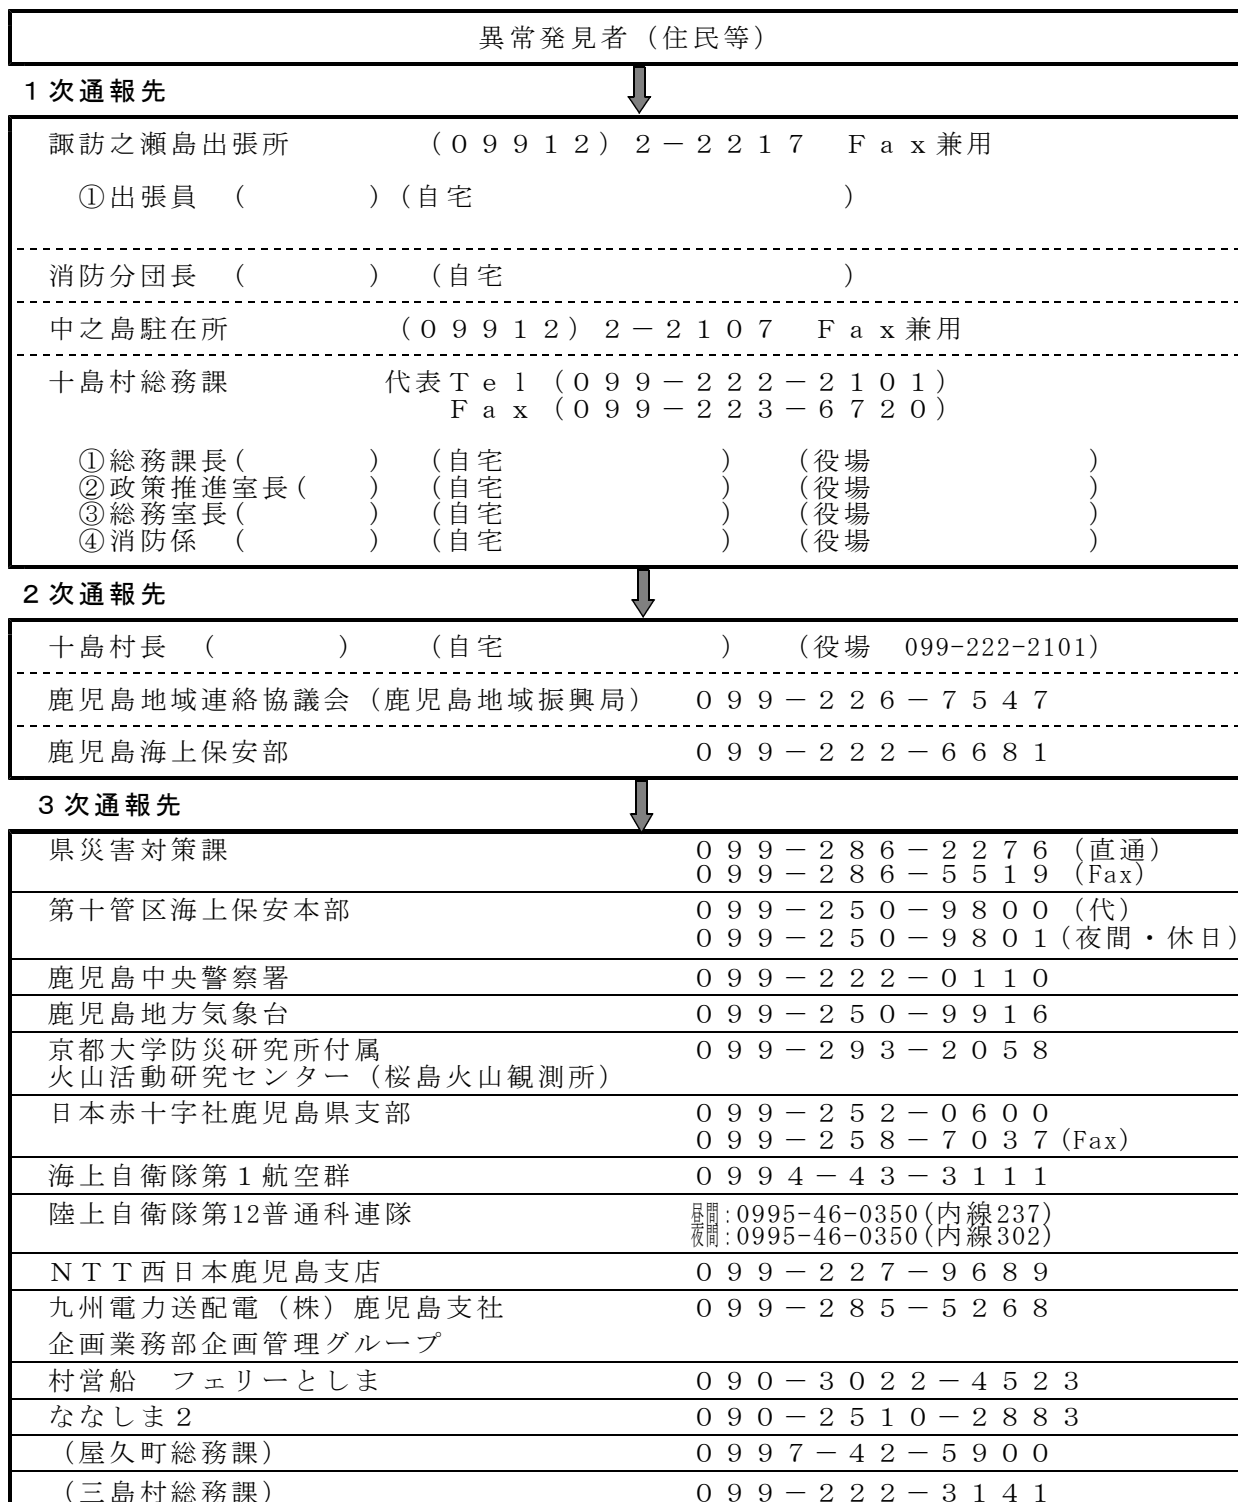 異常発見者（住民等）
１次通報先
諏訪之瀬島出張所　（０９９１２）２－２２１７　Ｆａｘ兼用
①出張員　（　　　　）（自宅　　　　　　　　　　　　）
消防分団長　（　　　　）　（自宅　　　　　　　　　　　）
中之島駐在所　（０９９１２）２－２１０７　Ｆａｘ兼用
十島村総務課　代表Ｔｅｌ（０９９－２２２－２１０１）
Ｆａｘ（０９９－２２３－６７２０）
①総務課長（　　　　）　（自宅　　　　　　　）　（役場　　　　　　　）
②政策推進室長（　　）　（自宅　　　　　　　）　（役場　　　　　　　）
③総務室長（　　　　）　（自宅　　　　　　　）　（役場　　　　　　　）
④消防係　（　　　　）　（自宅　　　　　　　）　（役場　　　　　　　）
２次通報先
十島村長　（　　　　）　（自宅　　　　　　　）　（役場　099-222-2101）
鹿児島地域連絡協議会（鹿児島地域振興局）　０９９－２２６－７５４７
鹿児島海上保安部　０９９－２２２－６６８１
３次通報先
県災害対策課　０９９－２８６－２２７６（直通）
０９９－２８６－５５１９（Fax）
第十管区海上保安本部　０９９－２５０－９８００（代）
０９９－２５０－９８０１（夜間・休日）
鹿児島中央警察署　０９９－２２２－０１１０
鹿児島地方気象台　０９９－２５０－９９１６
京都大学防災研究所付属　０９９－２９３－２０５８
火山活動研究センター（桜島火山観測所）
日本赤十字社鹿児島県支部　０９９－２５２－０６００
０９９－２５８－７０３７(Fax)
海上自衛隊第１航空群　０９９４－４３－３１１１
陸上自衛隊第12普通科連隊　昼間:0995-46-0350(内線237)
夜間:0995-46-0350(内線302)
ＮＴＴ西日本鹿児島支店　０９９－２２７－９６８９
九州電力送配電（株）鹿児島支社　０９９－２８５－５２６８
企画業務部企画管理グループ
村営船　フェリーとしま　０９０－３０２２－４５２３
ななしま２　０９０－２５１０－２８８３
（屋久町総務課）　０９９７－４２－５９００
（三島村総務課）　０９９－２２２－３１４１